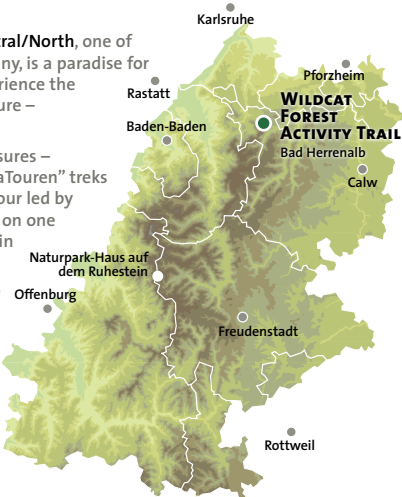 Karlsruhe
tral/North, one of
ny, is a paradise for
rience the
ure –
Pforzheim
Rastatt
WILDCAT
FOREST
ACTIVITY TRAIL
Bad Herrenalb
Baden-Baden
sures –
aTouren” treks
our led by
on one
in
Calw
Naturpark-Haus auf
dem Ruhestein
Offenburg
Freudenstadt
Rottweil